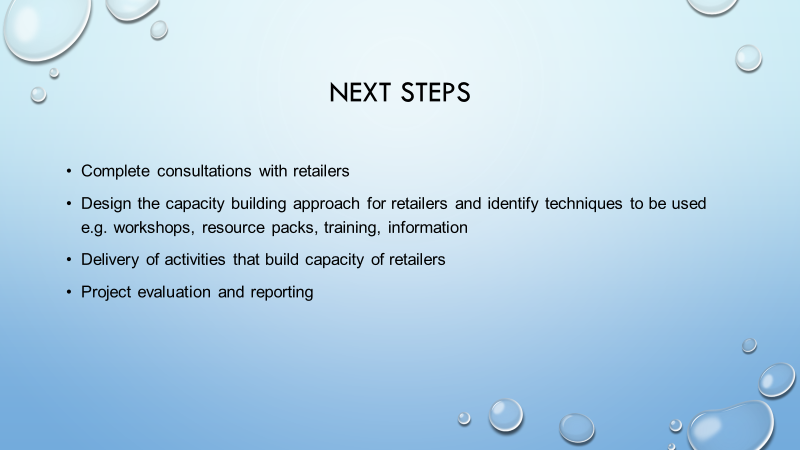 NEXT STEPS
• Complete consultations with retailers
• Design the capacity building approach for retailers and identify techniques to be used
e.g. workshops, resource packs, training, information
• Delivery of activities that build capacity of retailers
• Project evaluation and reporting